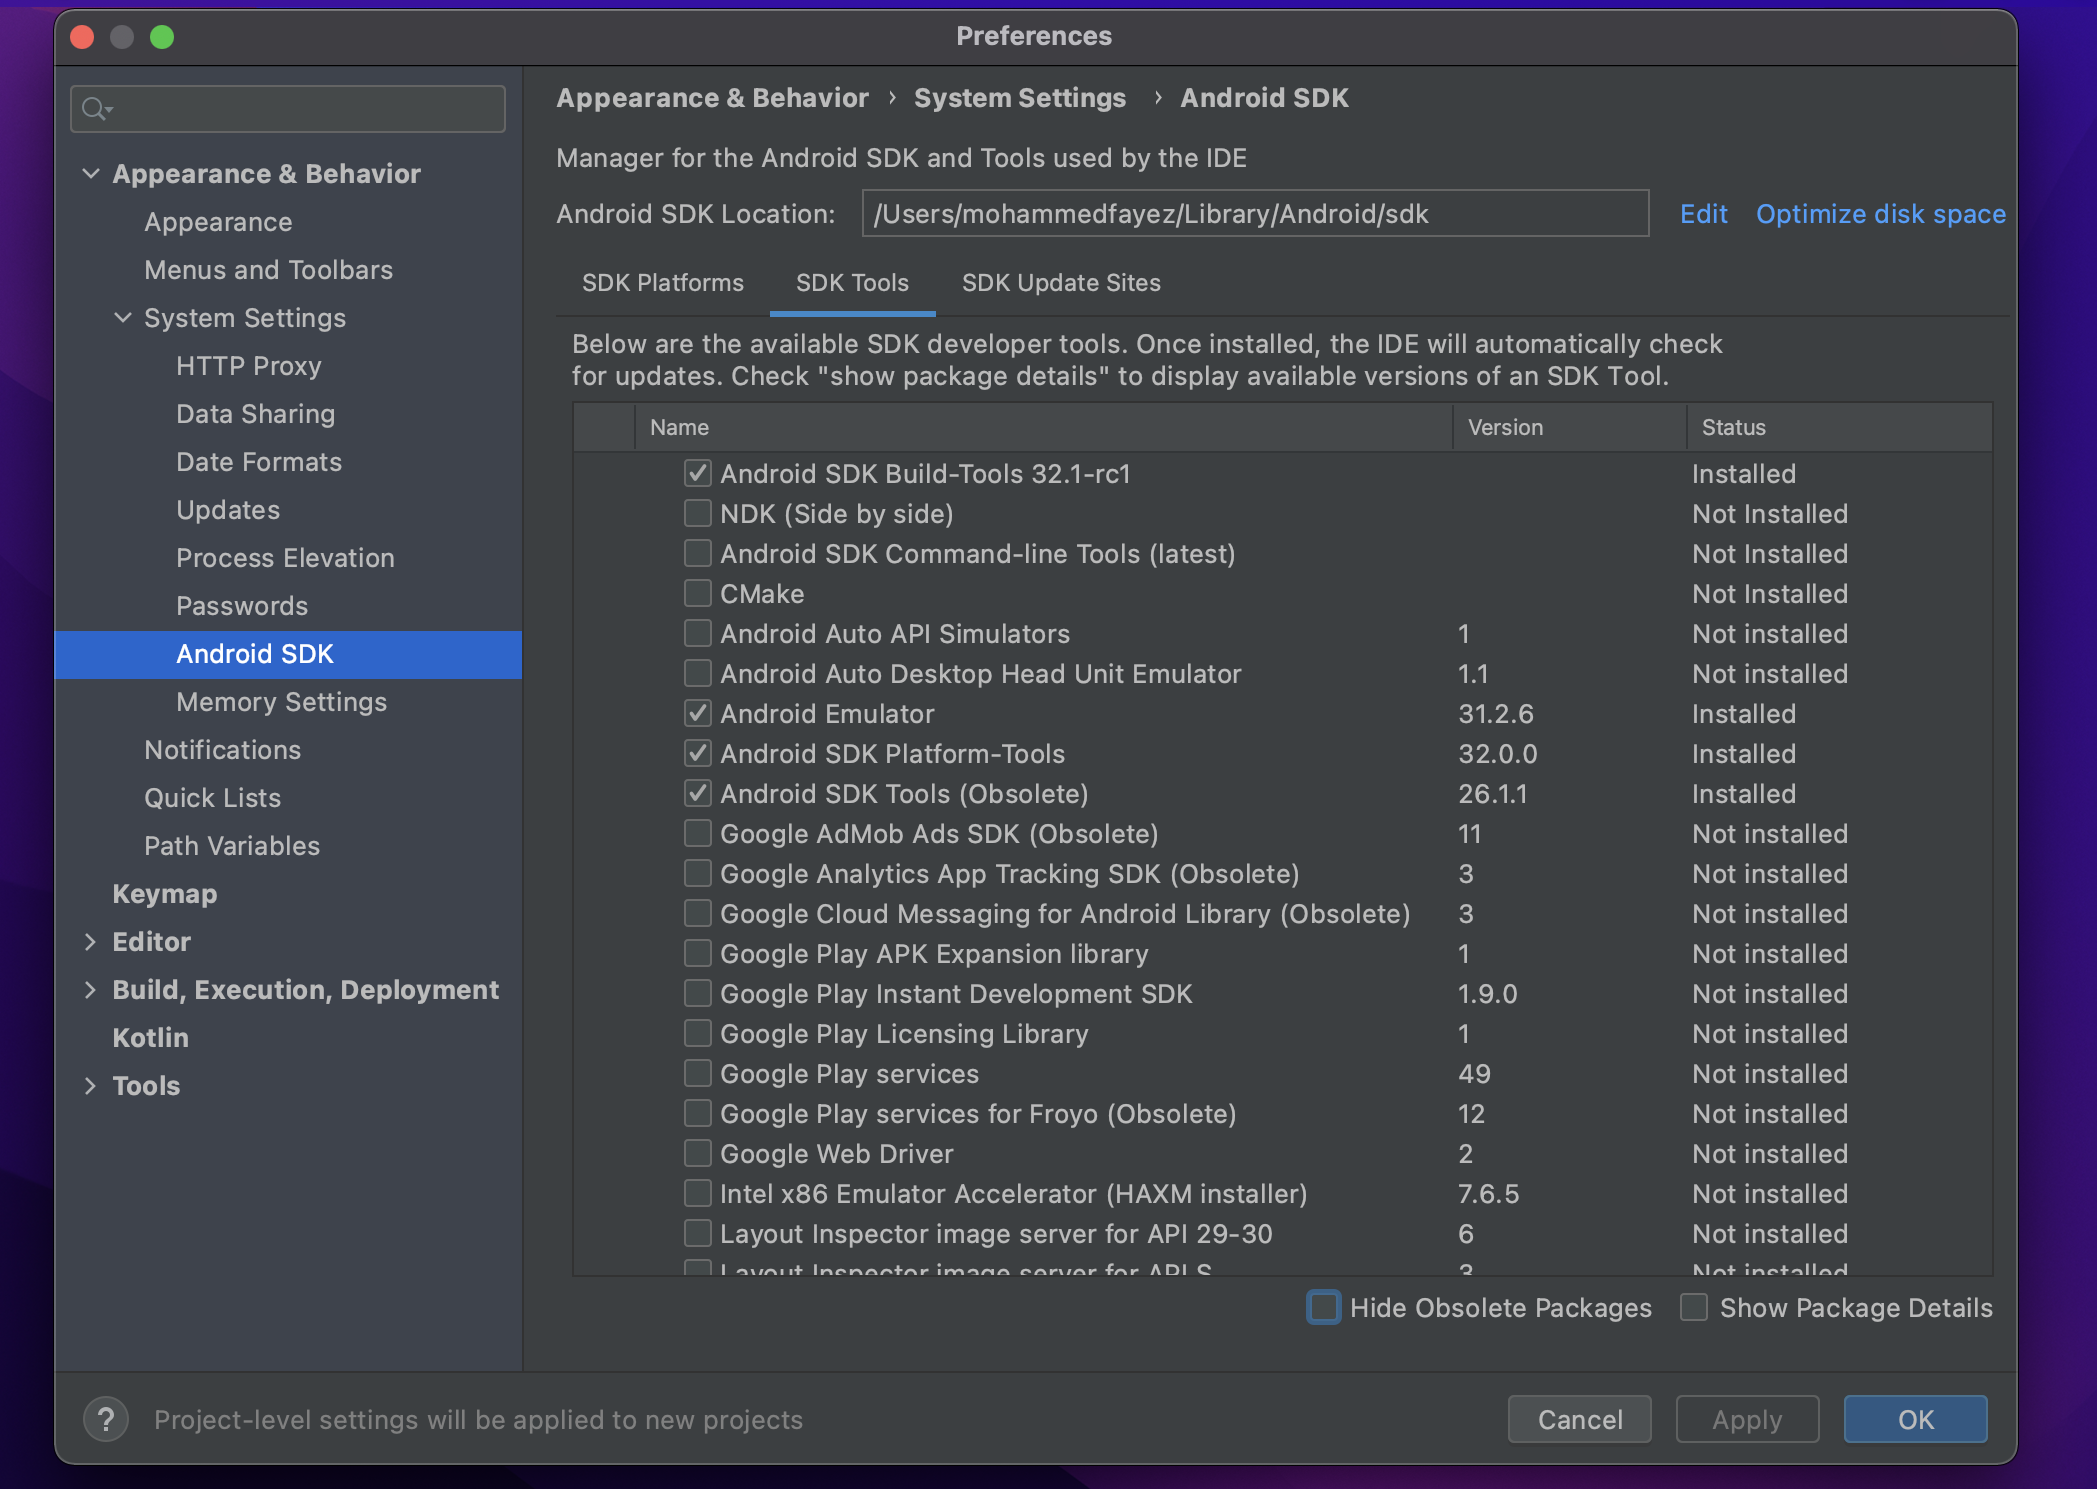 Preferences
Appearance & Behavior
Appearance
Menus and Toolbars
System Settings
HTTP Proxy
Data Sharing
Date Formats
Updates
Process Elevation
Passwords
Android SDK
Memory Settings
Notifications
Quick Lists
Path Variables
Keymap
Editor
Build, Execution, Deployment
Kotlin
Tools
Appearance & Behavior › System Settings › Android SDK
Manager for the Android SDK and Tools used by the IDE
Android SDK Location: /Users/mohammedfayez/Library/Android/sdk Edit Optimize disk space
SDK Platforms SDK Tools SDK Update Sites
Below are the available SDK developer tools. Once installed, the IDE will automatically check
for updates. Check "show package details" to display available versions of an SDK Tool.
Name Version Status
Android SDK Build-Tools 32.1-rc1 Installed
NDK (Side by side) Not Installed
Android SDK Command-line Tools (latest) Not Installed
CMake Not Installed
Android Auto API Simulators 1 Not installed
Android Auto Desktop Head Unit Emulator 1.1 Not installed
Android Emulator 31.2.6 Installed
Android SDK Platform-Tools 32.0.0 Installed
Android SDK Tools (Obsolete) 26.1.1 Installed
Google AdMob Ads SDK (Obsolete) 11 Not installed
Google Analytics App Tracking SDK (Obsolete) 3 Not installed
Google Cloud Messaging for Android Library (Obsolete) 3 Not installed
Google Play APK Expansion library 1 Not installed
Google Play Instant Development SDK 1.9.0 Not installed
Google Play Licensing Library 1 Not installed
Google Play services 49 Not installed
Google Play services for Froyo (Obsolete) 12 Not installed
Google Web Driver 2 Not installed
Intel x86 Emulator Accelerator (HAXM installer) 7.6.5 Not installed
Layout Inspector image server for API 29-30 6 Not installed
Layout Inspector image server for API S 3 Not installed
Hide Obsolete Packages Show Package Details
? Project-level settings will be applied to new projects
Cancel Apply OK